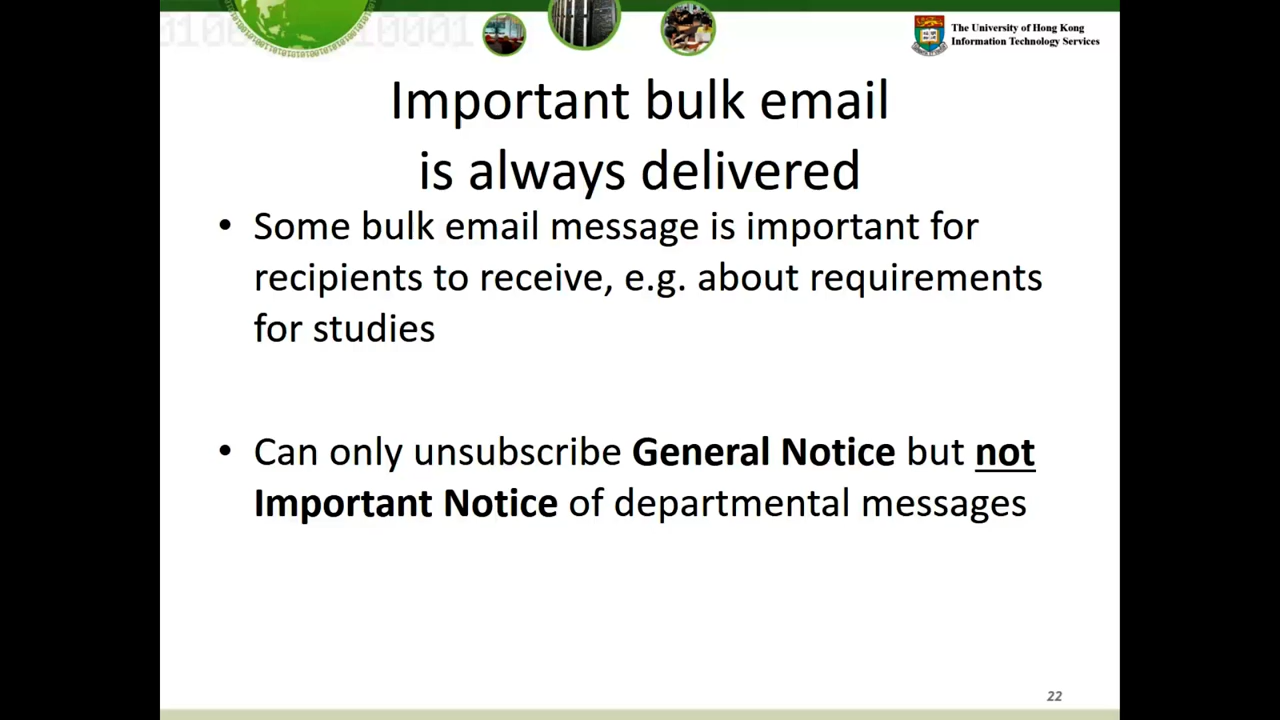 The University of Hong Kong
Information Technology Services
Important bulk email
is always delivered
• Some bulk email message is important for
recipients to receive, e.g. about requirements
for studies
• Can only unsubscribe General Notice but not
Important Notice of departmental messages
22